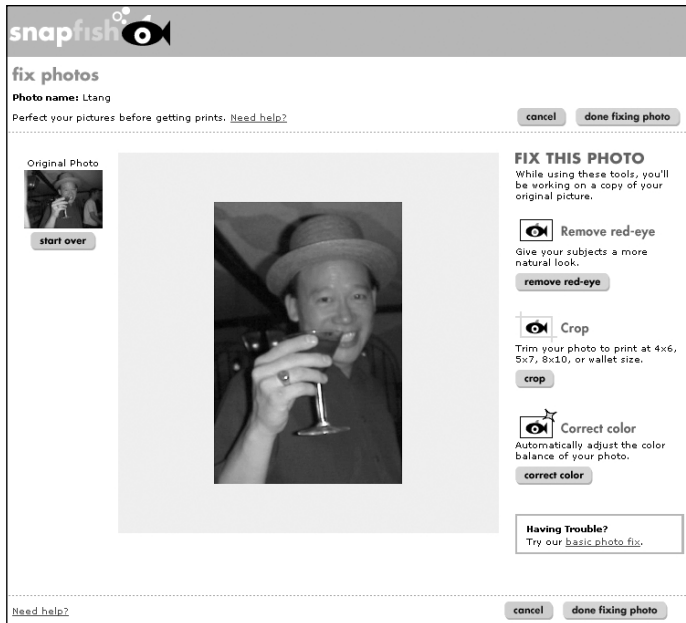 snapfish
fix photos
Photo name: Ltang
Perfect your pictures before getting prints. Need help?
cancel
done fixing photo
Original Photo
start over
FIX THIS PHOTO
While using these tools, you'll
be working on a copy of your
original picture.
Remove red-eye
Give your subjects a more
natural look.
remove red-eye
Crop
Trim your photo to print at 4x6,
5x7, 8x10, or wallet size.
crop
Correct color
Automatically adjust the color
balance of your photo.
correct color
Having Trouble?
Try our basic photo fix.
Need help?
cancel
done fixing photo